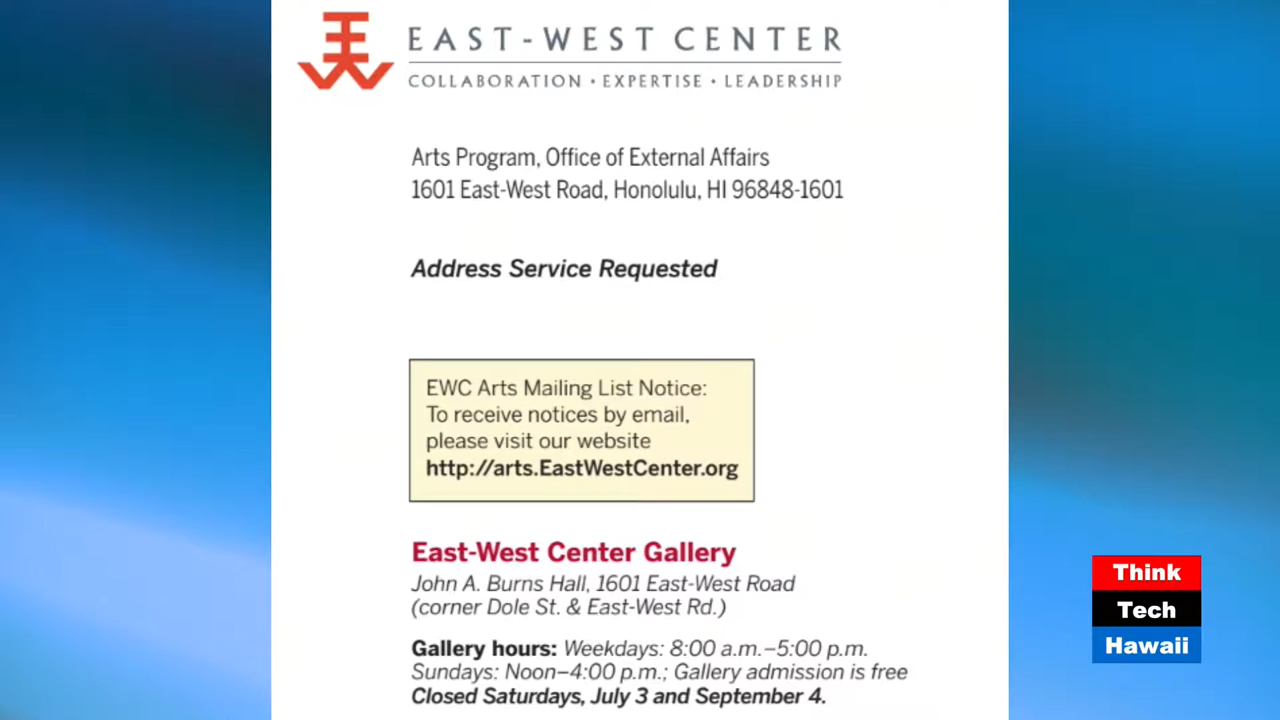 EAST-WEST CENTER
COLLABORATION • EXPERTISE • LEADERSHIP
Arts Program, Office of External Affairs
1601 East-West Road, Honolulu, HI 96848-1601
Address Service Requested
EWC Arts Mailing List Notice:
To receive notices by email,
please visit our website
http://arts.EastWestCenter.org
East-West Center Gallery
John A. Burns Hall, 1601 East-West Road
(corner Dole St. & East-West Rd.)
Gallery hours: Weekdays: 8:00 a.m.–5:00 p.m.
Sundays: Noon–4:00 p.m.; Gallery admission is free
Closed Saturdays, July 3 and September 4.
Think
Tech
Hawaii